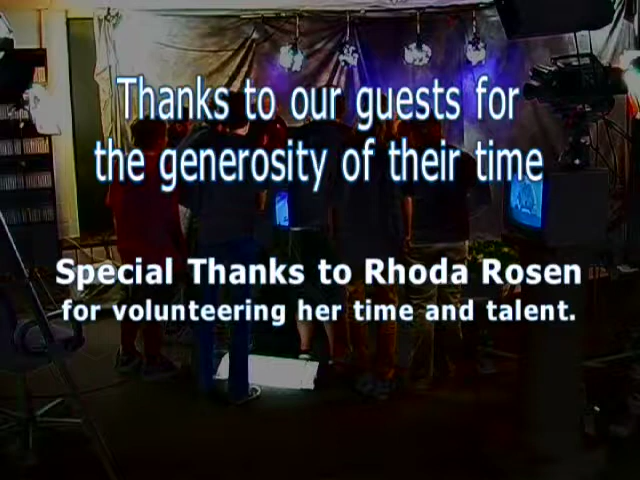 Thanks to our guests for
the generosity of their time
Special Thanks to Rhoda Rosen
for volunteering her time and talent.